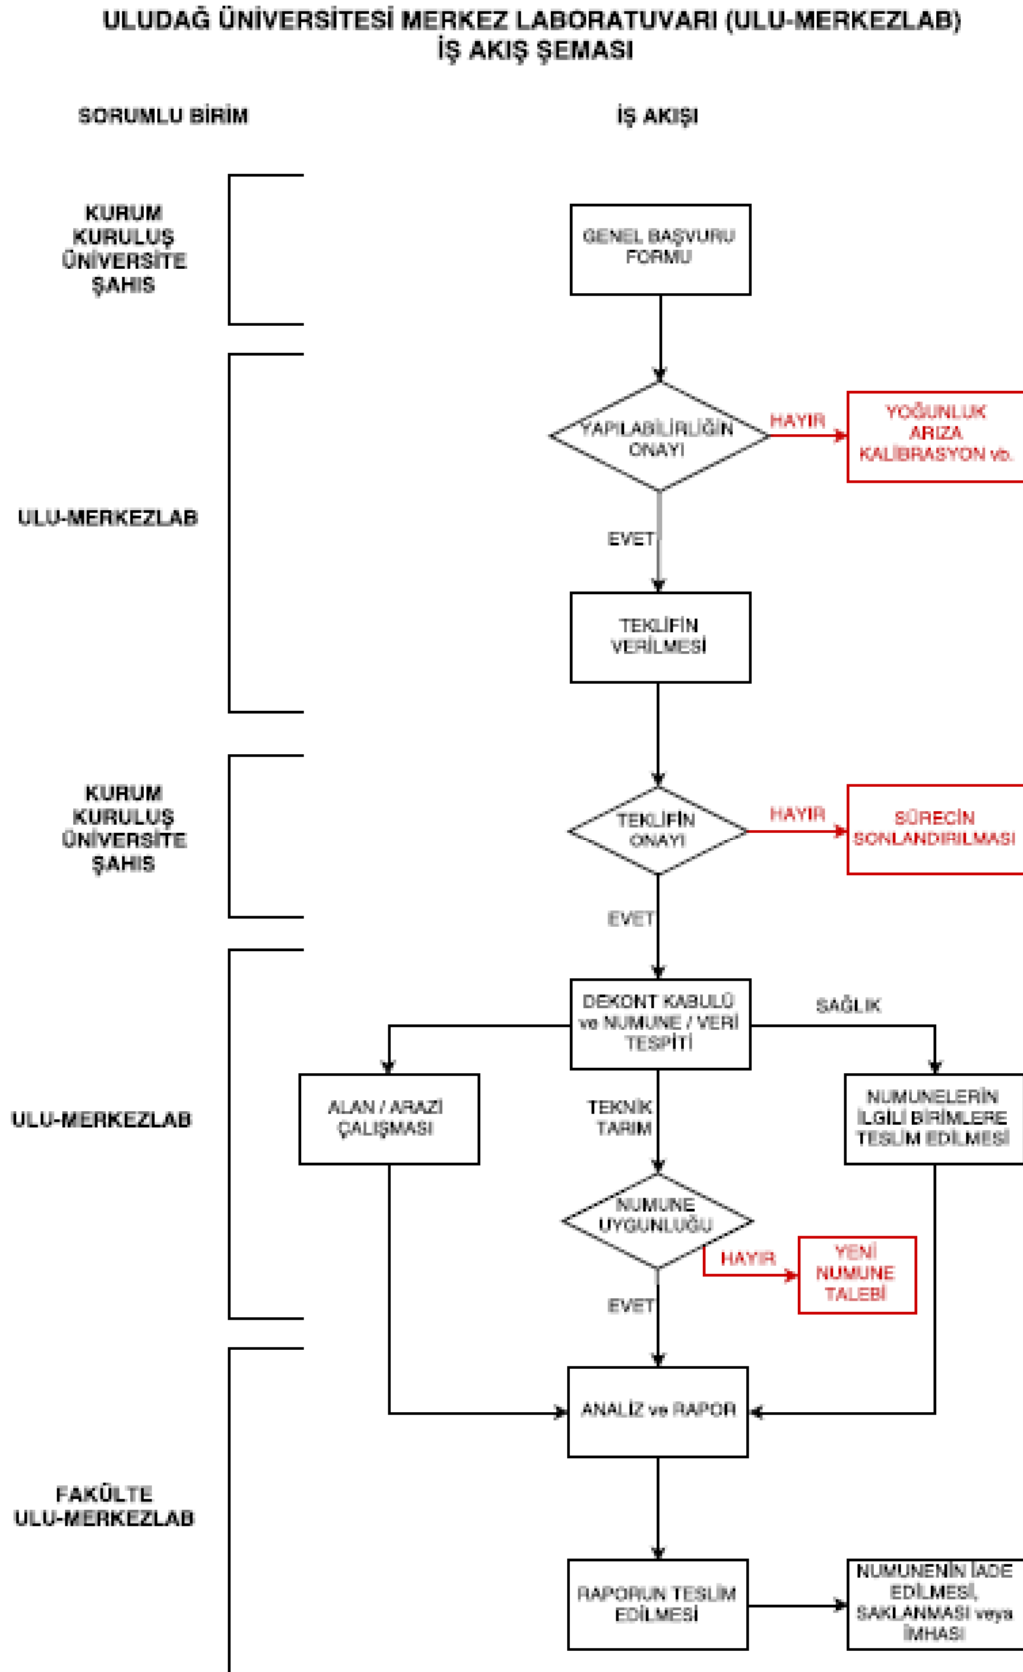 ULUDAĞ ÜNİVERSİTESİ MERKEZ LABORATUVARI (ULU-MERKEZLAB)
İŞ AKIŞ ŞEMASI
SORUMLU BİRİM
İŞ AKIŞI
KURUM
KURULUŞ
ÜNİVERSİTE
ŞAHIS
GENEL BAŞVURU
FORMU
ULU-MERKEZLAB
YAPILABİLİRLİĞİN
ONAYI
HAYIR
YOĞUNLUK
ARIZA
KALİBRASYON vb.
EVET
TEKLİFİN
VERİLMESİ
KURUM
KURULUŞ
ÜNİVERSİTE
ŞAHIS
TEKLİFİN
ONAYI
HAYIR
SÜRECİN
SONLANDIRILMASI
EVET
ULU-MERKEZLAB
DEKONT KABULÜ
ve NUMUNE / VERİ
TESPİTİ
SAĞLIK
ALAN / ARAZİ
ÇALIŞMASI
TEKNİK
TARIM
NUMUNELERİN
İLGİLİ BİRİMLERE
TESLİM EDİLMESİ
NUMUNE
UYGUNLUĞU
HAYIR
YENİ
NUMUNE
TALEBİ
EVET
FAKÜLTE
ULU-MERKEZLAB
ANALİZ ve RAPOR
RAPORUN TESLİM
EDİLMESİ
NUMUNENİN İADE
EDİLMESİ,
SAKLANMASI veya
İMHASI